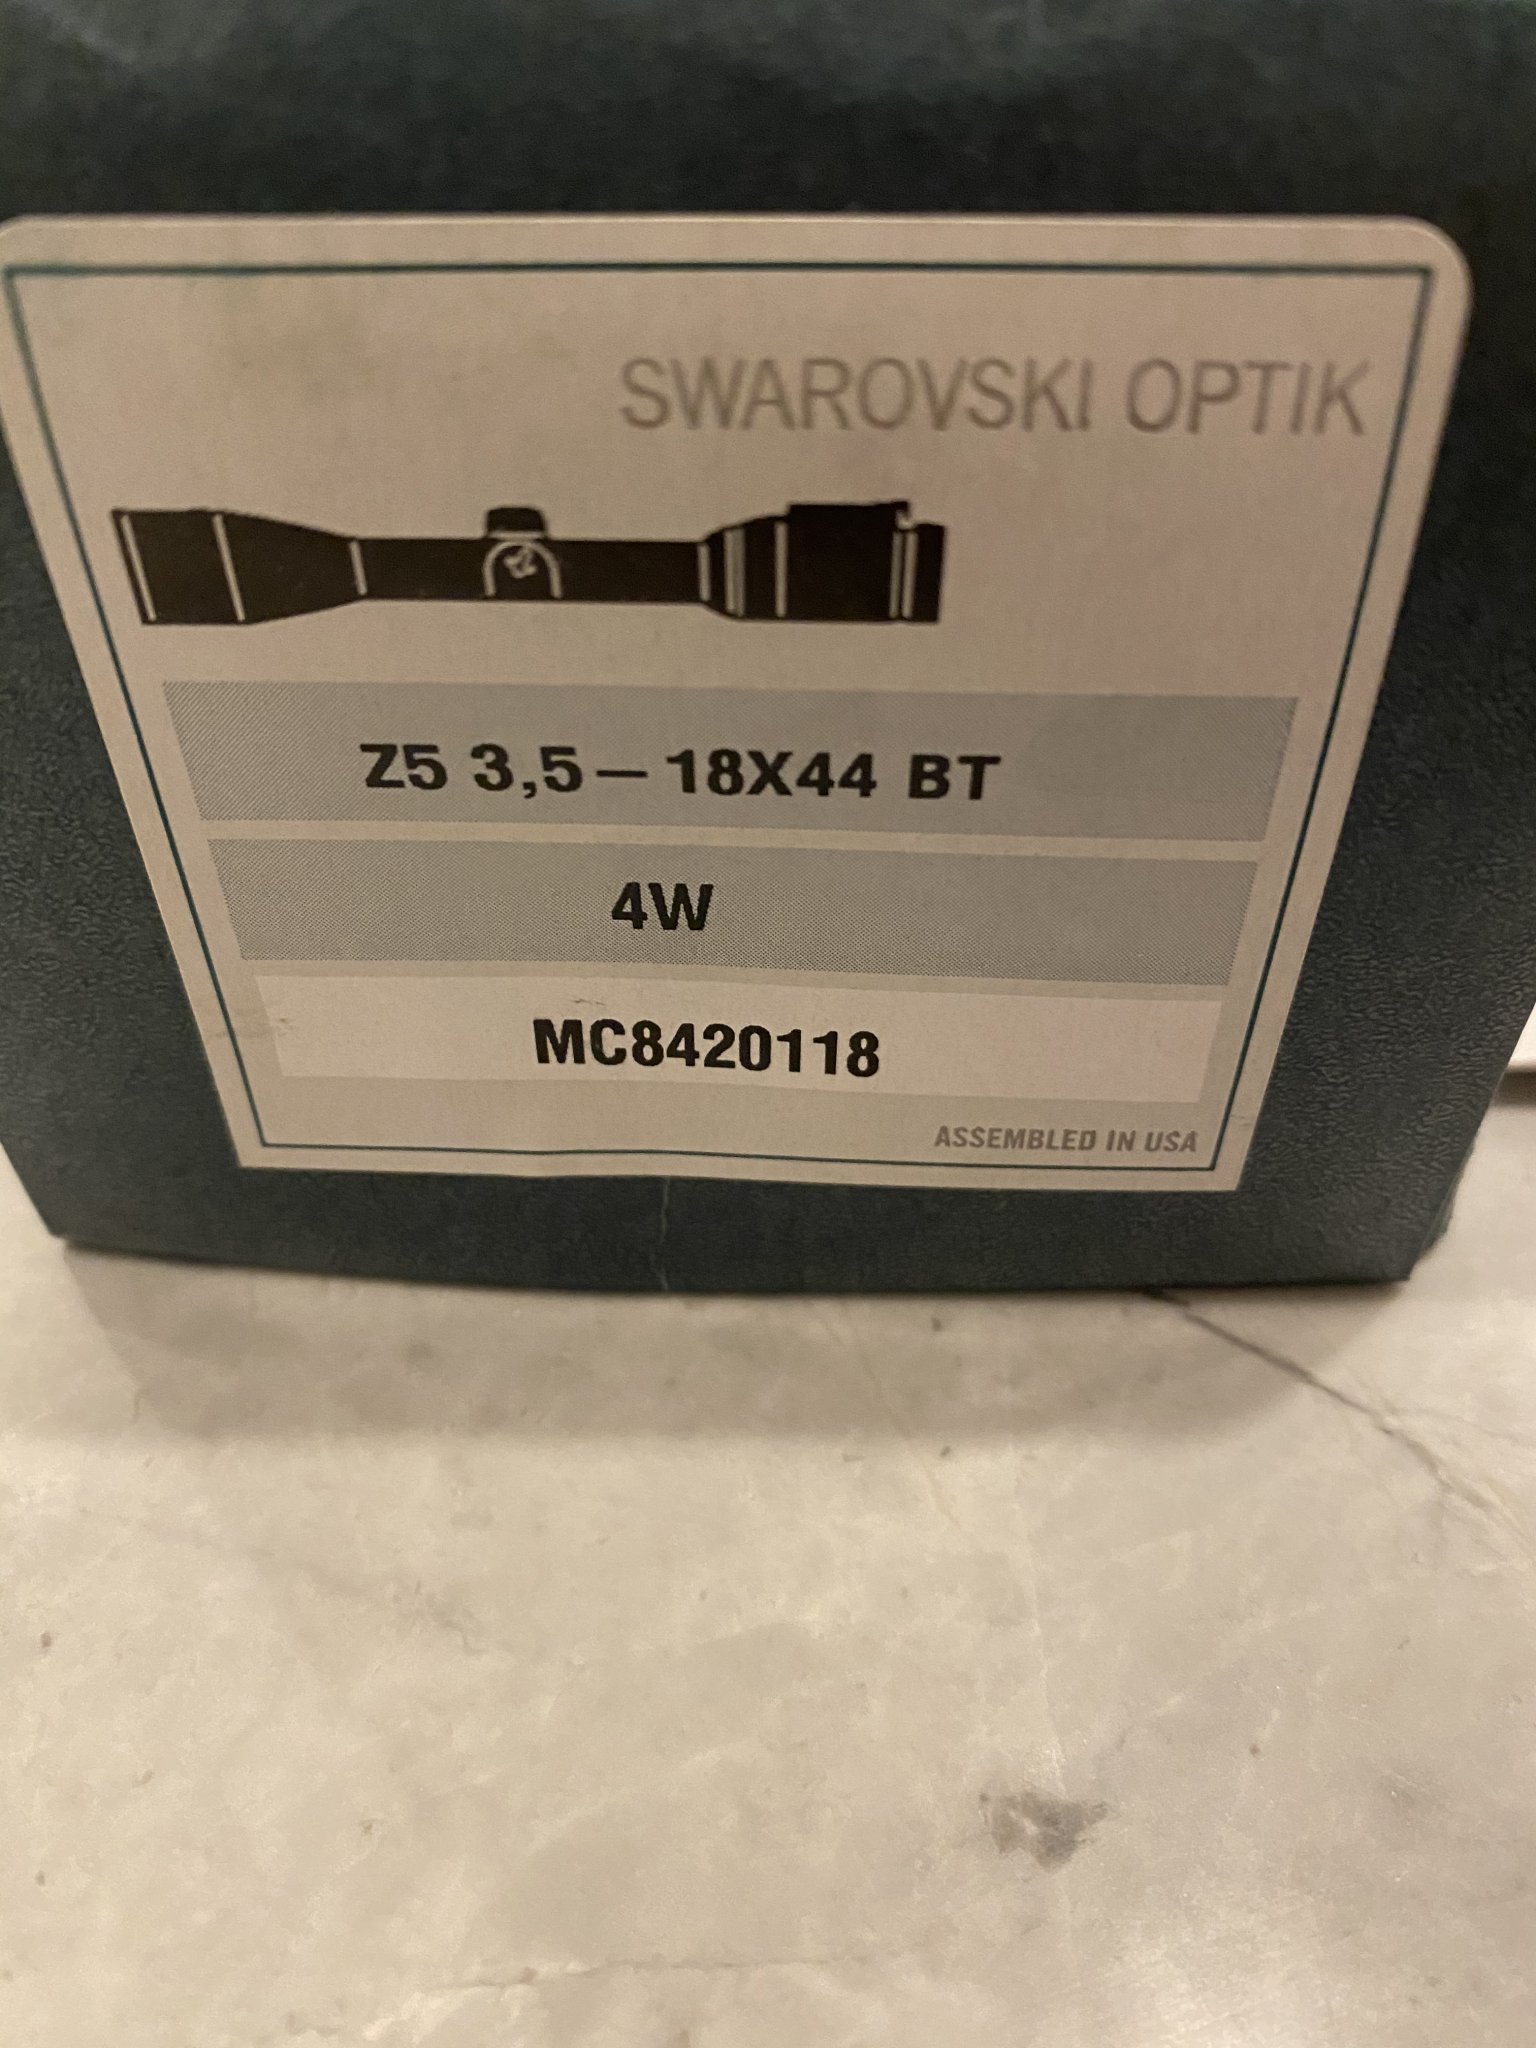 SWAROVSKI OPTIK
Z5 3,5–18X44 BT
4W
MC8420118
ASSEMBLED IN USA